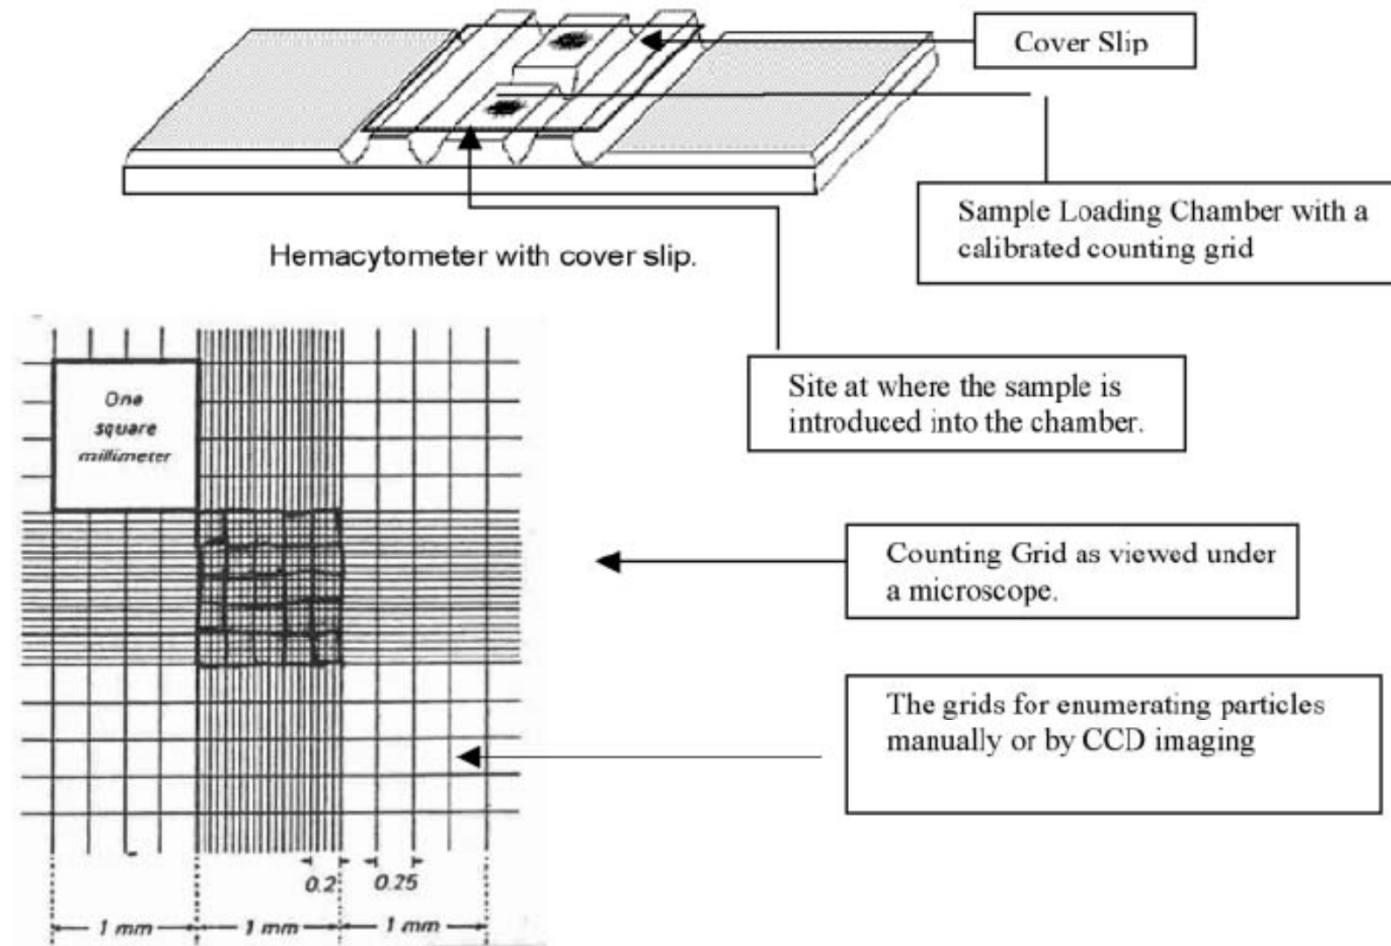 Cover Slip
Sample Loading Chamber with a
calibrated counting grid
Hemacytometer with cover slip.
Site at where the sample is
introduced into the chamber.
One
square
millimeter
Counting Grid as viewed under
a microscope.
The grids for enumerating particles
manually or by CCD imaging
0.2
0.25
1 mm
1 mm
1 mm